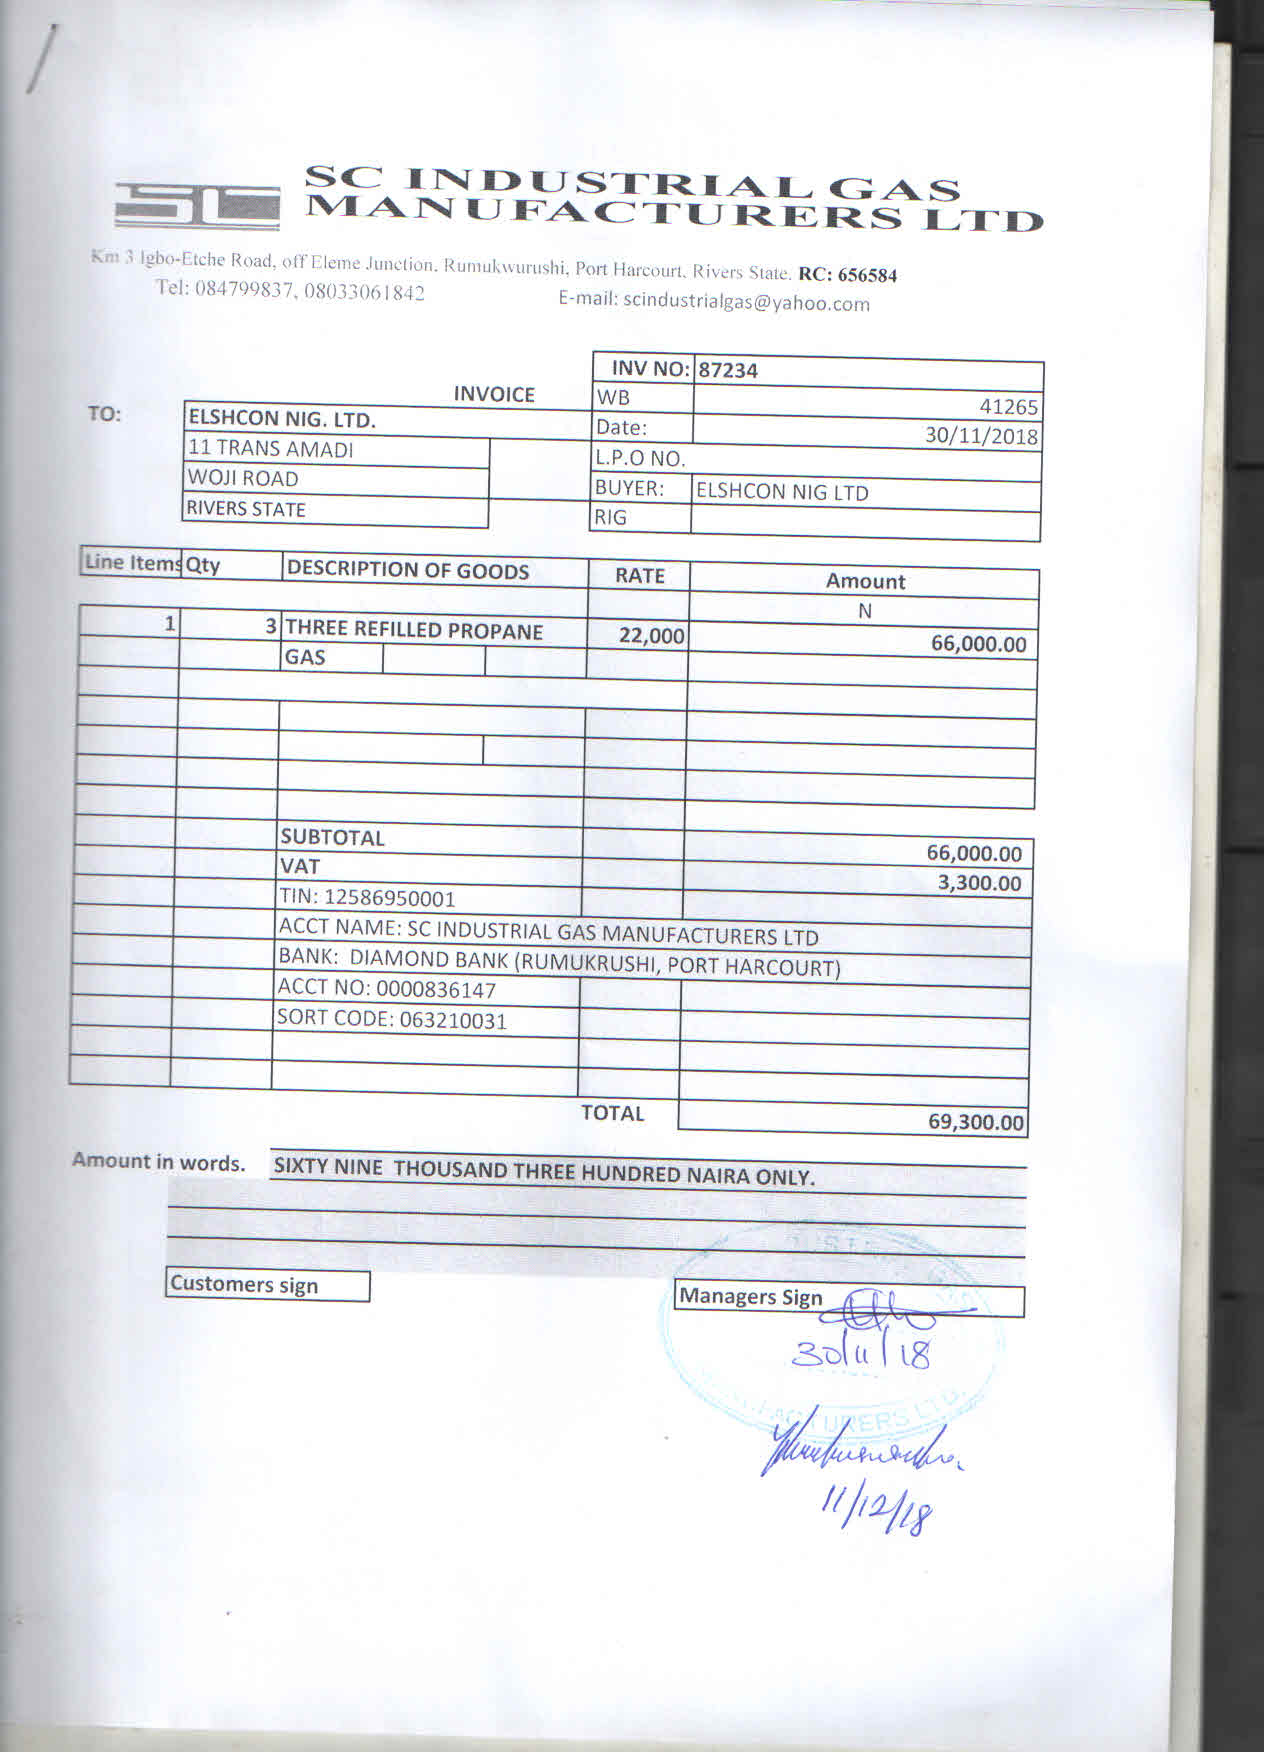 SC
SC INDUSTRIAL GAS
MANUFACTURERS LTD
Km 3 Igbo-Etche Road, off Eleme Junction, Rumukwurushi, Port Harcourt, Rivers State. RC: 656584
Tel: 084799837, 08033061842 E-mail: scindustrialgas@yahoo.com
INV NO: 87234
INVOICE WB 41265
TO: ELSHCON NIG. LTD. Date: 30/11/2018
11 TRANS AMADI L.P.O NO.
WOJI ROAD BUYER: ELSHCON NIG LTD
RIVERS STATE RIG
Line Items Qty DESCRIPTION OF GOODS RATE Amount
N
1 3 THREE REFILLED PROPANE 22,000 66,000.00
GAS
SUBTOTAL 66,000.00
VAT 3,300.00
TIN: 12586950001
ACCT NAME: SC INDUSTRIAL GAS MANUFACTURERS LTD
BANK: DIAMOND BANK (RUMUKRUSHI, PORT HARCOURT)
ACCT NO: 0000836147
SORT CODE: 063210031
TOTAL 69,300.00
Amount in words. SIXTY NINE THOUSAND THREE HUNDRED NAIRA ONLY.
Customers sign Managers Sign
30/11/18
11/12/18